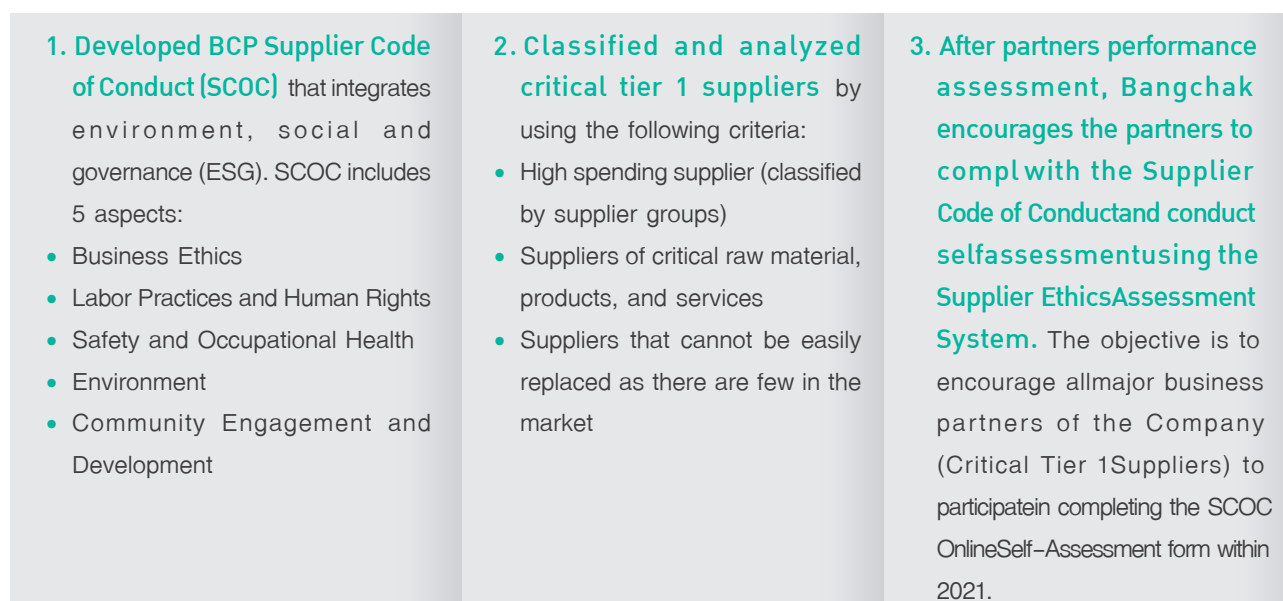 1. Developed BCP Supplier Code
of Conduct (SCOC) that integrates
environment, social and
governance (ESG). SCOC includes
5 aspects:
• Business Ethics
• Labor Practices and Human Rights
• Safety and Occupational Health
• Environment
• Community Engagement and
Development
2. Classified and analyzed
critical tier 1 suppliers by
using the following criteria:
• High spending supplier (classified
by supplier groups)
• Suppliers of critical raw material,
products, and services
• Suppliers that cannot be easily
replaced as there are few in the
market
3. After partners performance
assessment, Bangchak
encourages the partners to
compl with the Supplier
Code of Conductand conduct
selfassessmentusing the
Supplier EthicsAssessment
System. The objective is to
encourage allmajor business
partners of the Company
(Critical Tier 1Suppliers) to
participatein completing the SCOC
OnlineSelf-Assessment form within
2021.